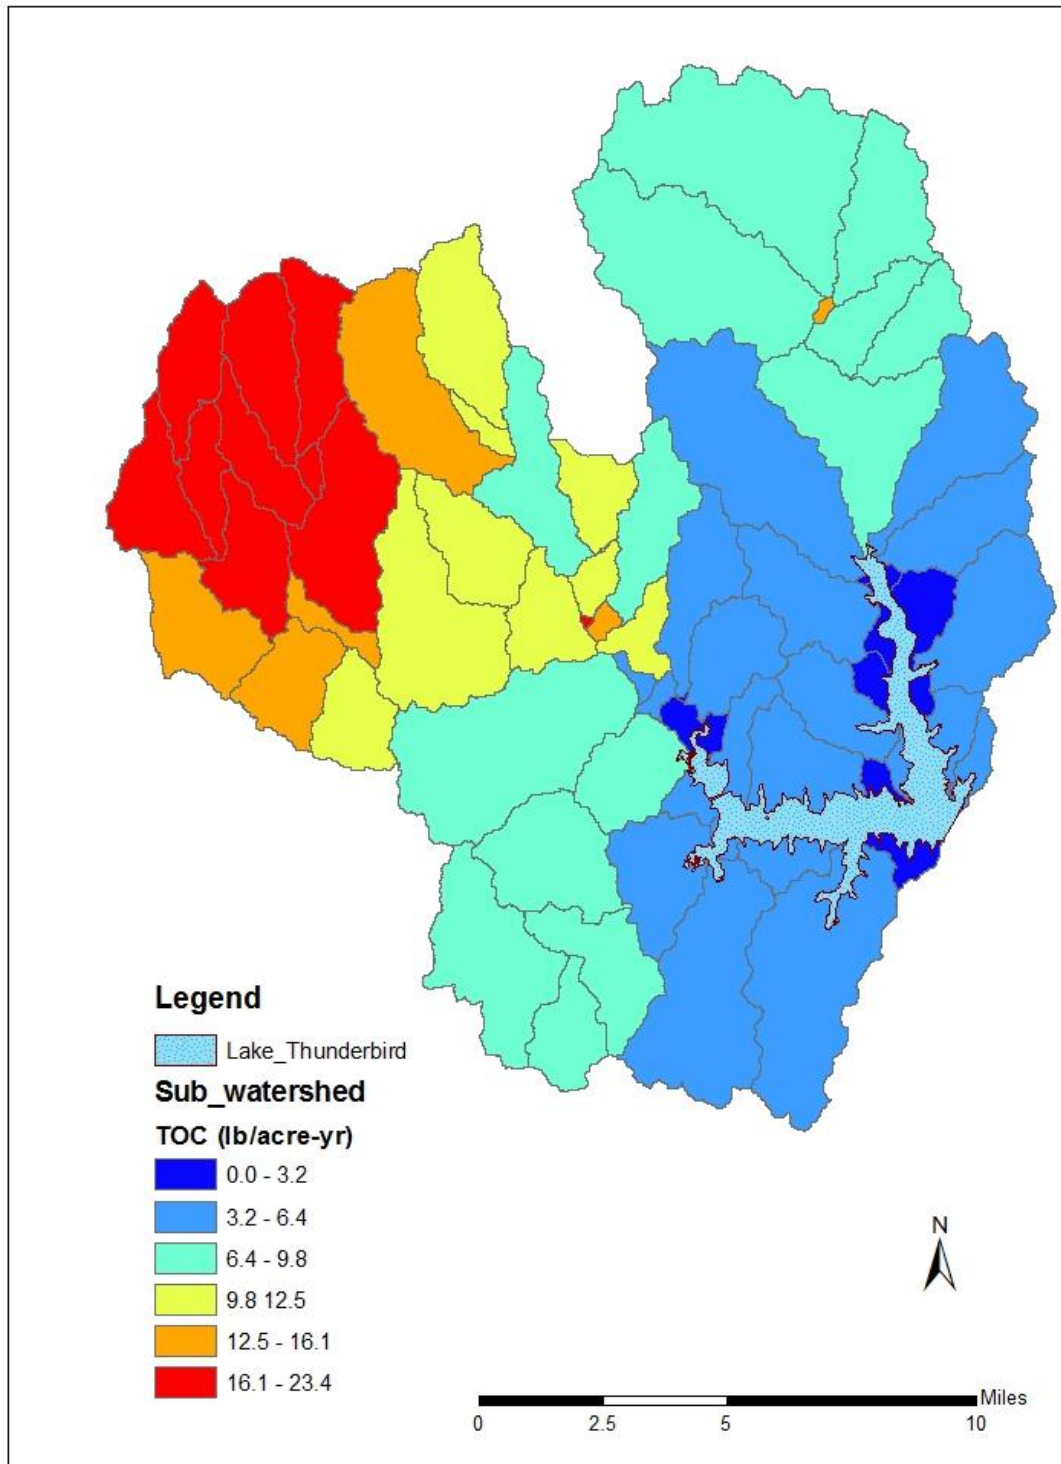 Legend
Lake_Thunderbird
Sub_watershed
TOC (lb/acre-yr)
0.0 - 3.2
3.2 - 6.4
6.4 - 9.8
9.8 12.5
12.5 - 16.1
16.1 - 23.4
N
Miles
0 2.5 5 10